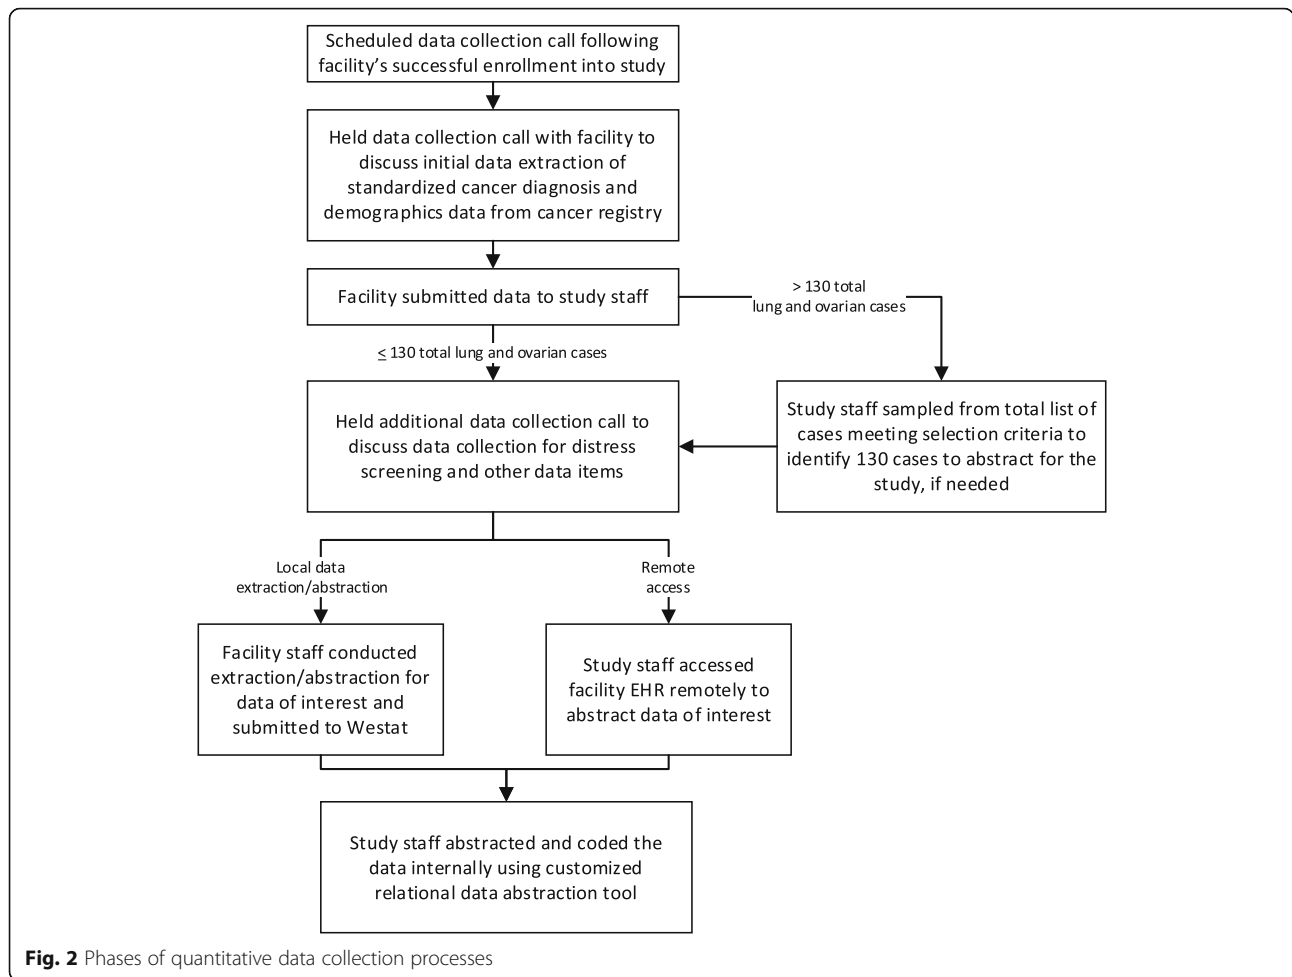 Scheduled data collection call following
facility’s successful enrollment into study
Held data collection call with facility to
discuss initial data extraction of
standardized cancer diagnosis and
demographics data from cancer registry
Facility submitted data to study staff
> 130 total
lung and ovarian cases
≤ 130 total lung and ovarian cases
Held additional data collection call to
discuss data collection for distress
screening and other data items
Study staff sampled from total list of
cases meeting selection criteria to
identify 130 cases to abstract for the
study, if needed
Local data
extraction/abstraction
Remote
access
Facility staff conducted
extraction/abstraction for
data of interest and
submitted to Westat
Study staff accessed
facility EHR remotely to
abstract data of interest
Study staff abstracted and coded the
data internally using customized
relational data abstraction tool
Fig. 2 Phases of quantitative data collection processes